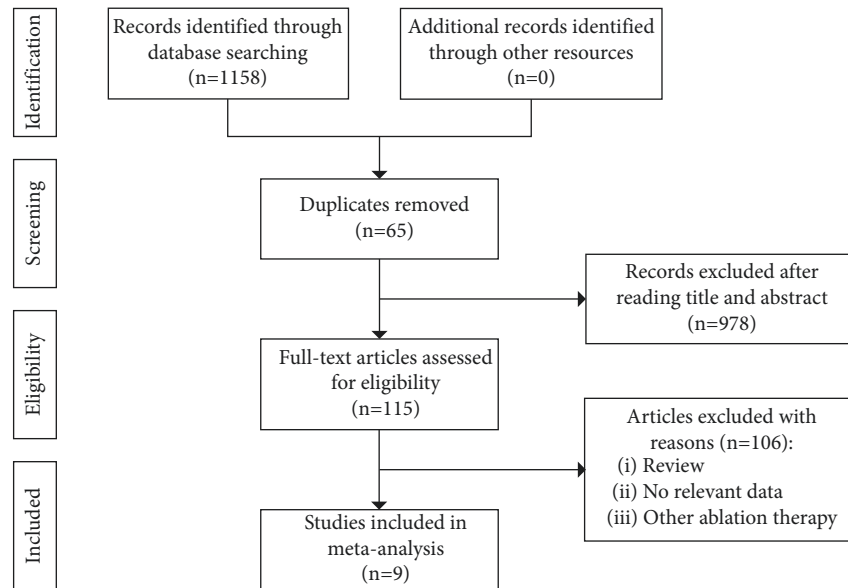 Identification
Records identified through
database searching
(n=1158)
Additional records identified
through other resources
(n=0)
Screening
Duplicates removed
(n=65)
Records excluded after
reading title and abstract
(n=978)
Eligibility
Full-text articles assessed
for eligibility
(n=115)
Articles excluded with
reasons (n=106):
(i) Review
(ii) No relevant data
(iii) Other ablation therapy
Included
Studies included in
meta-analysis
(n=9)